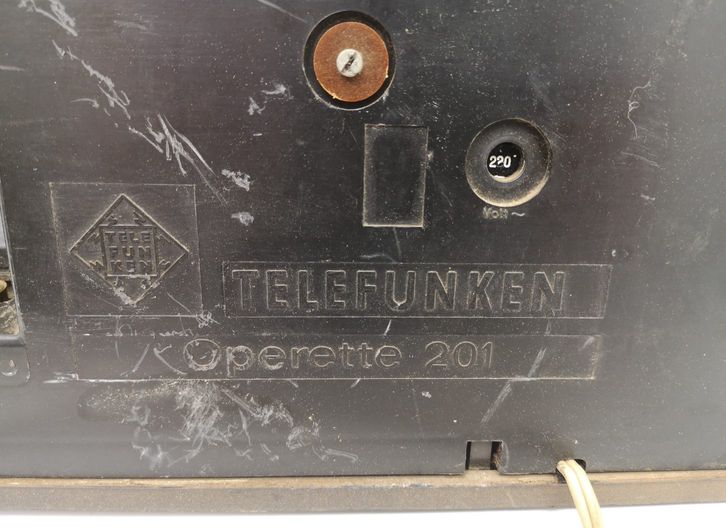 220
Volt ~
TELE
FUN
KEN
TELEFUNKEN
Operette 201